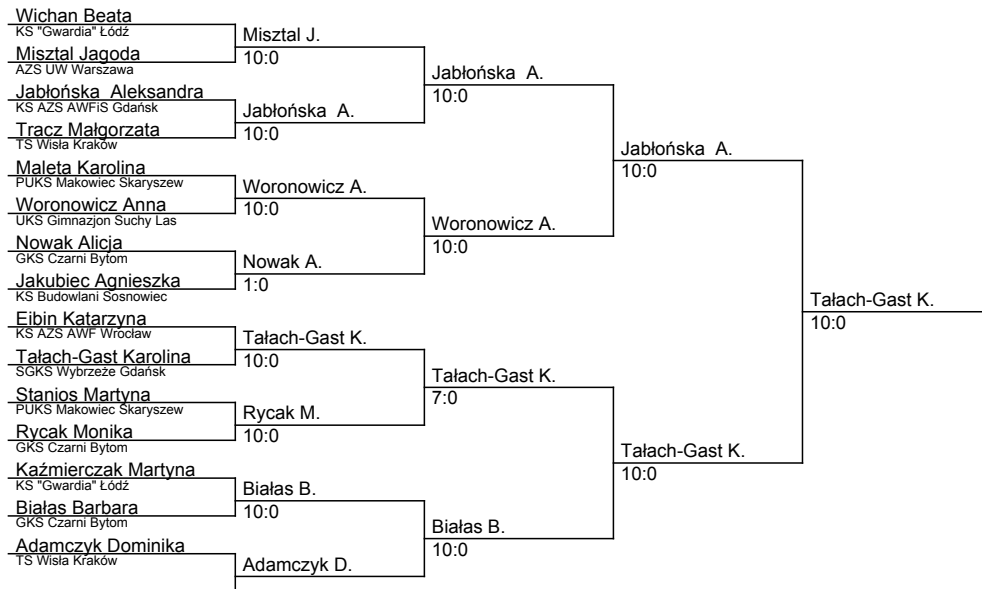 Wichan Beata
KS "Gwardia" Łódź
Misztal Jagoda
AZS UW Warszawa
Jabłońska  Aleksandra
KS AZS AWFiS Gdańsk
Tracz Małgorzata
TS Wisła Kraków
Maleta Karolina
PUKS Makowiec Skaryszew
Woronowicz Anna
UKS Gimnazjon Suchy Las
Nowak Alicja
GKS Czarni Bytom
Jakubiec Agnieszka
KS Budowlani Sosnowiec
Eibin Katarzyna
KS AZS AWF Wrocław
Tałach-Gast Karolina
SGKS Wybrzeże Gdańsk
Stanios Martyna
PUKS Makowiec Skaryszew
Rycak Monika
GKS Czarni Bytom
Kaźmierczak Martyna
KS "Gwardia" Łódź
Białas Barbara
GKS Czarni Bytom
Adamczyk Dominika
TS Wisła Kraków
Misztal J.
10:0
Jabłońska  A.
10:0
Woronowicz A.
10:0
Nowak A.
1:0
Tałach-Gast K.
10:0
Rycak M.
10:0
Białas B.
10:0
Adamczyk D.
Jabłońska  A.
10:0
Woronowicz A.
10:0
Tałach-Gast K.
7:0
Białas B.
10:0
Jabłońska  A.
10:0
Tałach-Gast K.
10:0
Tałach-Gast K.
10:0